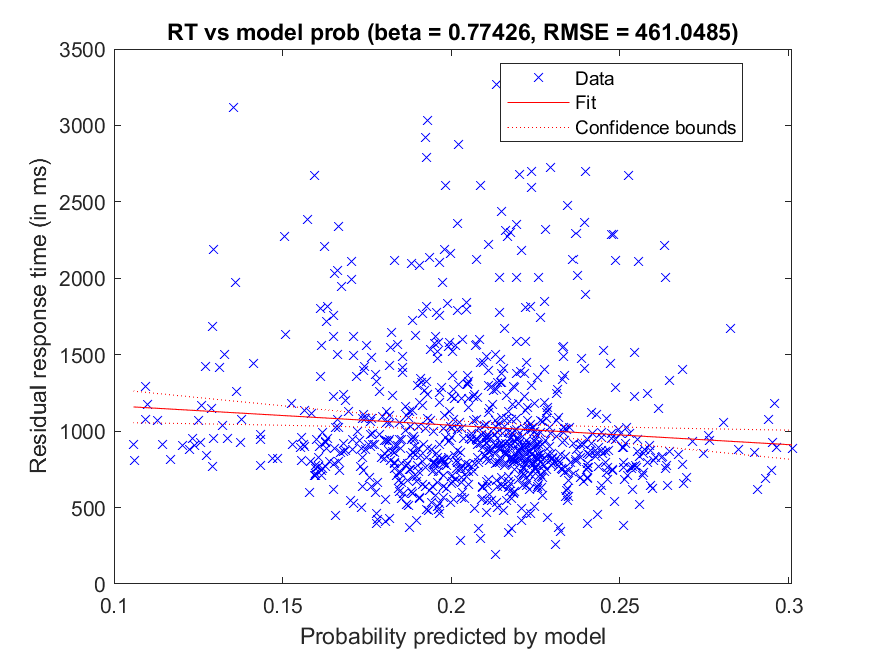 RT vs model prob (beta = 0.77426, RMSE = 461.0485)
Data
Fit
Confidence bounds
Residual response time (in ms)
3500
3000
2500
2000
1500
1000
500
0
0.1 0.15 0.2 0.25 0.3
Probability predicted by model